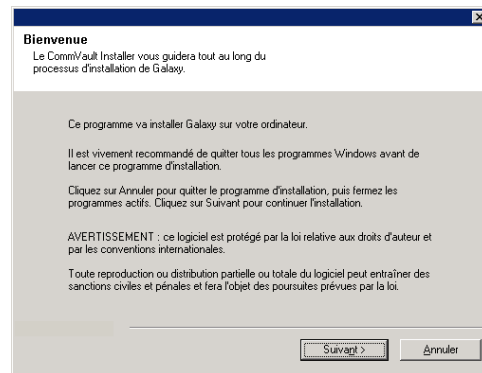 Bienvenue
Le CommVault Installer vous guidera tout au long du
processus d'installation de Galaxy.
Ce programme va installer Galaxy sur votre ordinateur.
Il est vivement recommandé de quitter tous les programmes Windows avant de
lancer ce programme d'installation.
Cliquez sur Annuler pour quitter le programme d'installation, puis fermez les
programmes actifs. Cliquez sur Suivant pour continuer l'installation.
AVERTISSEMENT : ce logiciel est protégé par la loi relative aux droits d'auteur et
par les conventions internationales.
Toute reproduction ou distribution partielle ou totale du logiciel peut entraîner des
sanctions civiles et pénales et fera l'objet des poursuites prévues par la loi.
Suivant > Annuler